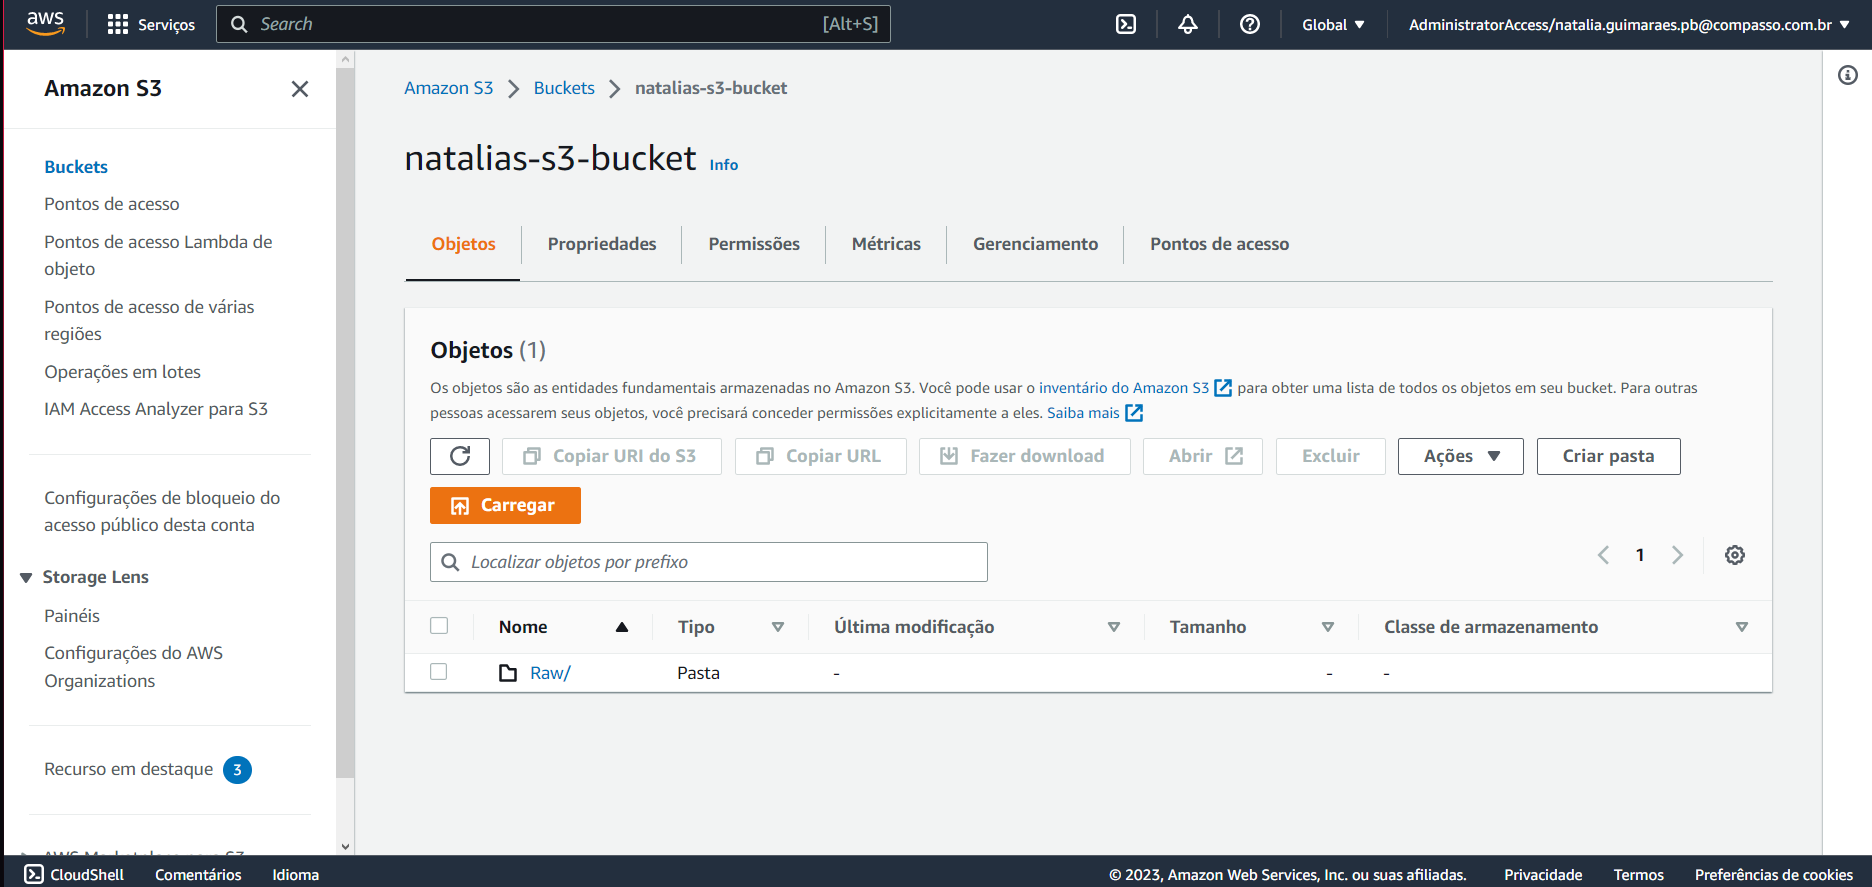 aws
Serviços
Search
[Alt+S]
Global
AdministratorAccess/natalia.guimaraes.pb@compasso.com.br
Amazon S3
Buckets
Pontos de acesso
Pontos de acesso Lambda de
objeto
Pontos de acesso de várias
regiões
Operações em lotes
IAM Access Analyzer para S3
Configurações de bloqueio do
acesso público desta conta
Storage Lens
Painéis
Configurações do AWS
Organizations
Recurso em destaque 3
Amazon S3 Buckets natalias-s3-bucket
natalias-s3-bucket Info
Objetos Propriedades Permissões Métricas Gerenciamento Pontos de acesso
Objetos (1)
Os objetos são as entidades fundamentais armazenadas no Amazon S3. Você pode usar o inventário do Amazon S3 para obter uma lista de todos os objetos em seu bucket. Para outras
pessoas acessarem seus objetos, você precisará conceder permissões explicitamente a eles. Saiba mais
Copiar URI do S3 Copiar URL Fazer download Abrir Excluir Ações Criar pasta
Carregar
Localizar objetos por prefixo
1
Nome Tipo Última modificação Tamanho Classe de armazenamento
Raw/ Pasta - - -
CloudShell Comentários Idioma
© 2023, Amazon Web Services, Inc. ou suas afiliadas. Privacidade Termos Preferências de cookies